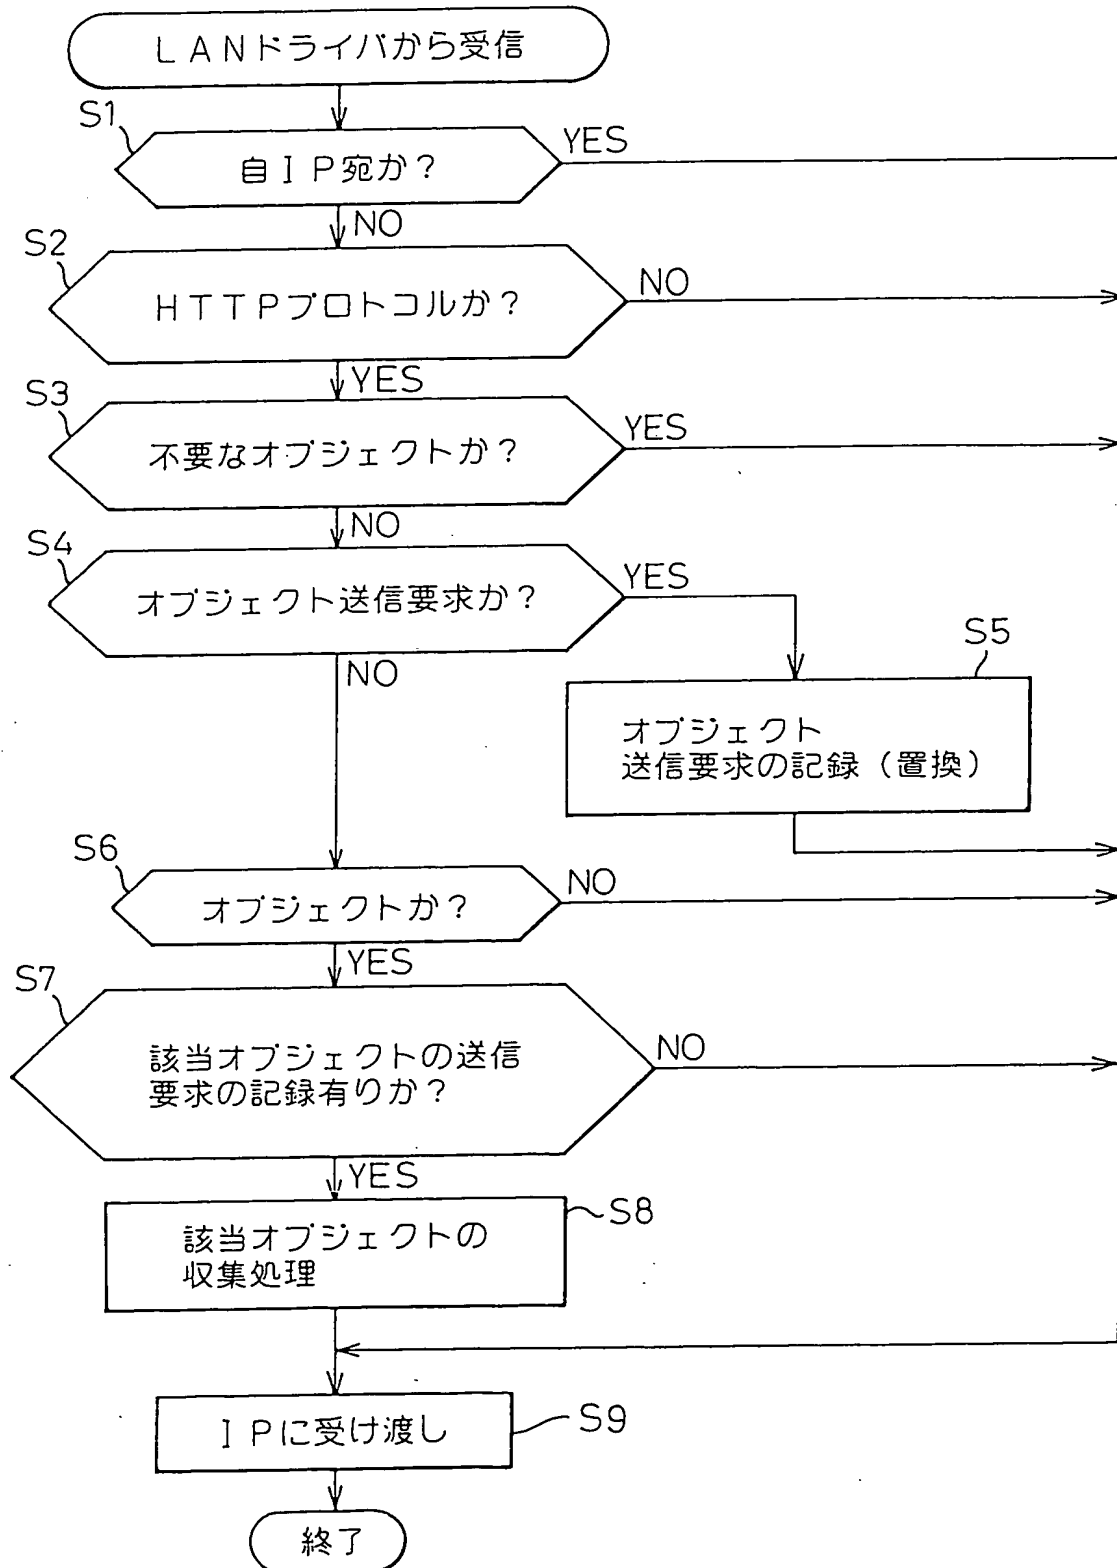 LANドライバから受信
S1
自IP宛か？
YES
NO
S2
HTTPプロトコルか？
NO
YES
S3
不要なオブジェクトか？
YES
NO
S4
オブジェクト送信要求か？
YES
NO
S5
オブジェクト
送信要求の記録（置換）
S6
オブジェクトか？
NO
YES
S7
該当オブジェクトの送信
要求の記録有りか？
NO
YES
S8
該当オブジェクトの
収集処理
IPに受け渡し
S9
終了